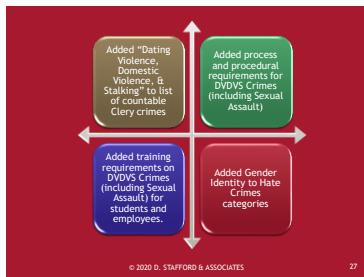 Added “Dating
Violence,
Domestic
Violence, &
Stalking” to list
of countable
Clery crimes
Added process
and procedural
requirements for
DVDVS Crimes
(including Sexual
Assault)
Added training
requirements on
DVDVS Crimes
(including Sexual
Assault) for
students and
employees.
Added Gender
Identity to Hate
Crimes
categories
© 2020 D. STAFFORD & ASSOCIATES
27